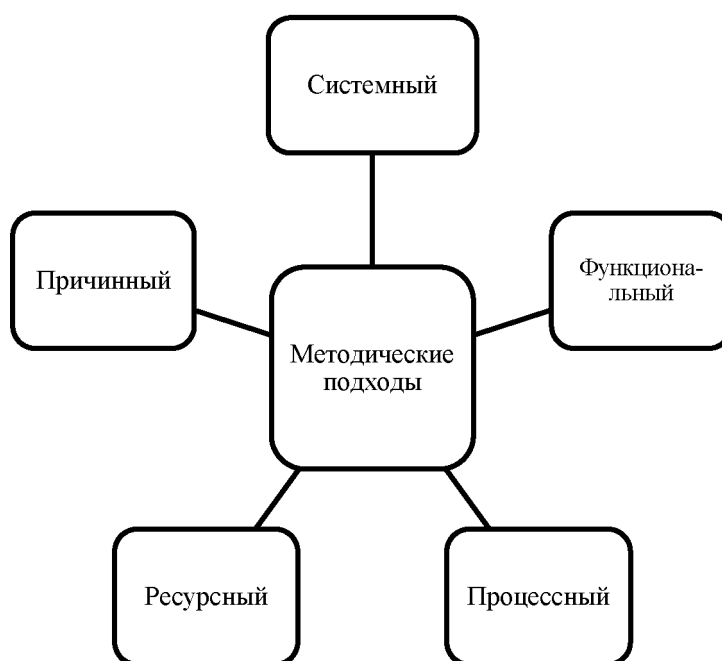 Системный
Причинный
Функциона-
льный
Методические
подходы
Ресурсный
Процессный